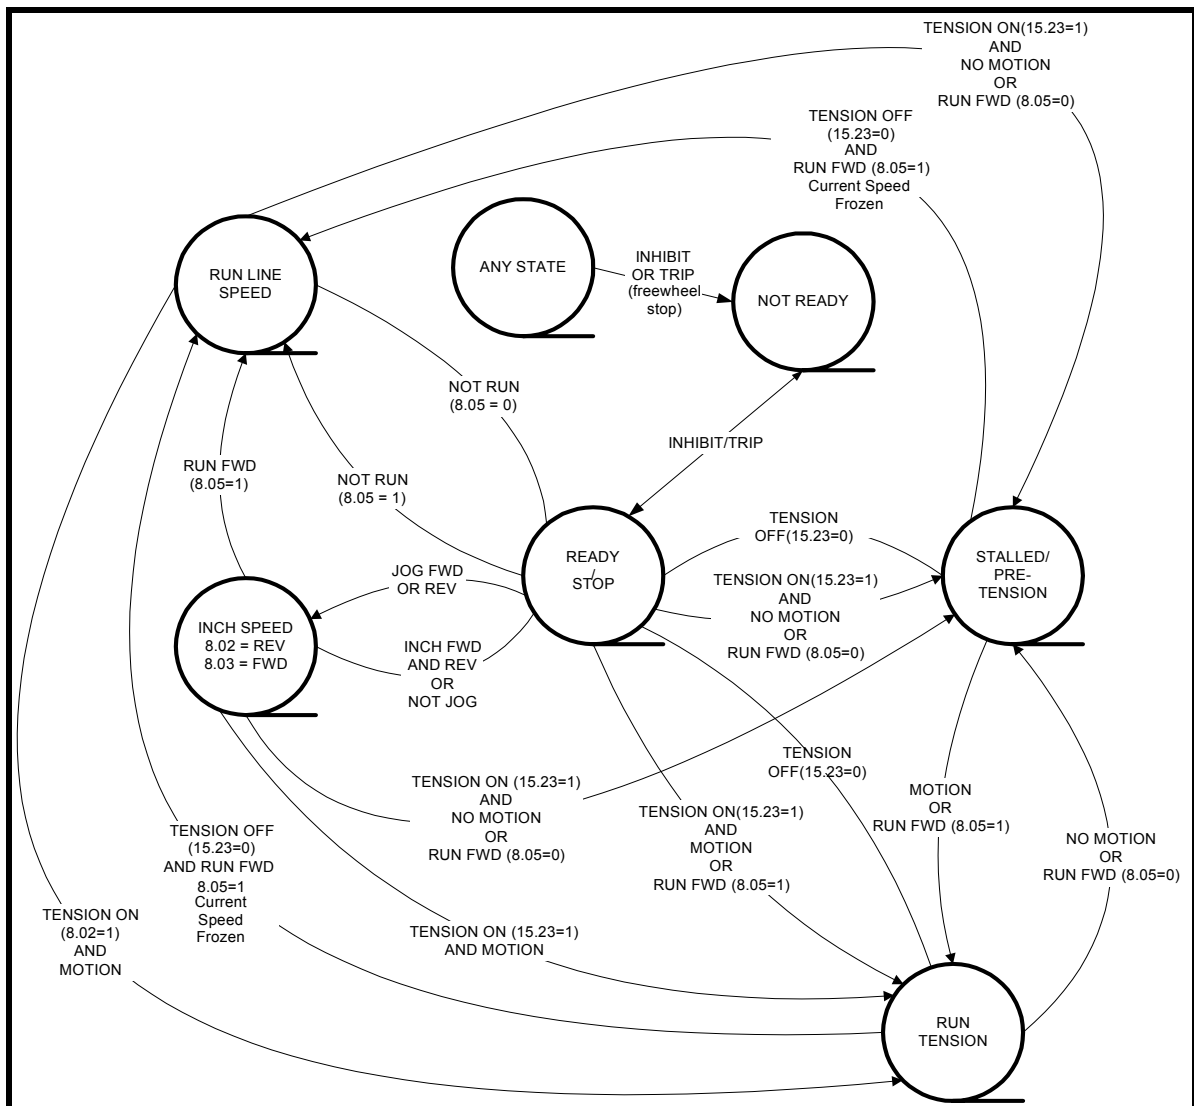 TENSION ON(15.23=1)
AND
NO MOTION
OR
RUN FWD (8.05=0)
TENSION OFF
(15.23=0)
AND
RUN FWD (8.05=1)
Current Speed
Frozen
RUN LINE
SPEED
ANY STATE
INHIBIT
OR TRIP
(freewheel
stop)
NOT READY
NOT RUN
(8.05 = 0)
INHIBIT/TRIP
RUN FWD
(8.05=1)
NOT RUN
(8.05 = 1)
READY
/
STOP
TENSION
OFF(15.23=0)
STALLED/
PRE-
TENSION
JOG FWD
OR REV
TENSION ON(15.23=1)
AND
NO MOTION
OR
RUN FWD (8.05=0)
INCH SPEED
8.02 = REV
8.03 = FWD
INCH FWD
AND REV
OR
NOT JOG
TENSION
OFF(15.23=0)
TENSION ON (15.23=1)
AND
NO MOTION
OR
RUN FWD (8.05=0)
TENSION ON(15.23=1)
AND
MOTION
OR
RUN FWD (8.05=1)
MOTION
OR
RUN FWD (8.05=1)
NO MOTION
OR
RUN FWD (8.05=0)
TENSION OFF
(15.23=0)
AND RUN FWD
8.05=1
Current
Speed
Frozen
TENSION ON
(8.02=1)
AND
MOTION
TENSION ON (15.23=1)
AND MOTION
RUN
TENSION